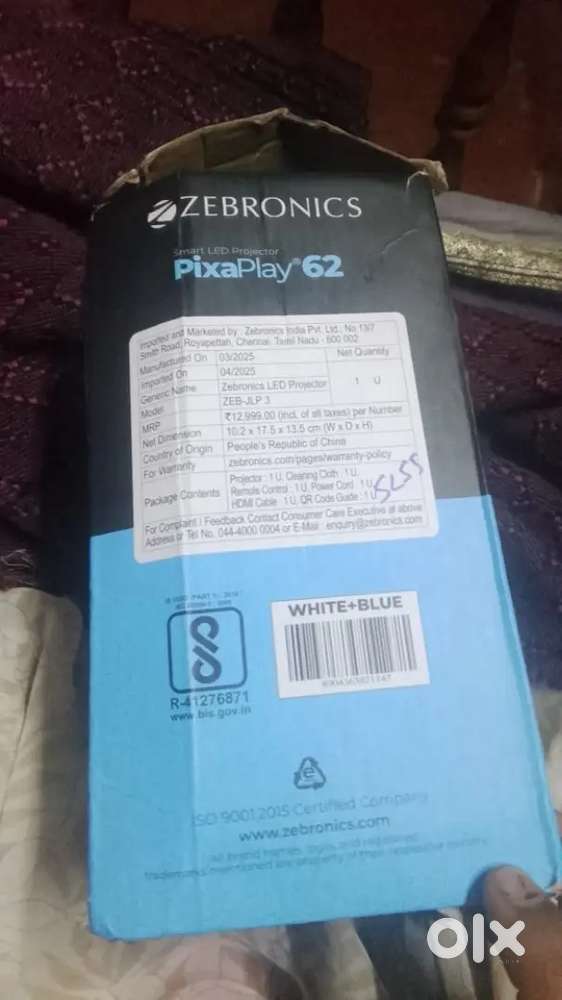 ZEBRONICS
Smart LED Projector
PixaPlay 62
Imported and Marketed by : Zebronics India Pvt. Ltd., No 13/7
Smith Road, Royapettah, Chennai, Tamil Nadu - 600 002
Manufactured On 03/2025 Net Quantity
Imported On 04/2025 1 U
Generic Name Zebronics LED Projector
Model ZEB-JLP 3
MRP ₹12,999.00 (incl. of all taxes) per Number
Net Dimension 10.2 x 17.5 x 13.5 cm (W x D x H)
Country of Origin People's Republic of China
For Warranty zebronics.com/pages/warranty-policy
Package Contents Projector : 1 U, Cleaning Cloth : 1 U,
Remote Control : 1 U, Power Cord : 1 U,
HDMI Cable : 1 U, QR Code Guide : 1 U
For Complaint / Feedback Contact Consumer Care Executive at above
Address or Tel No. 044-4000 0004 or E-Mail : enquiry@zebronics.com
WHITE+BLUE
R-41276871
www.bis.gov.in
ISO 9001:2015 Certified Company
www.zebronics.com
All brand names, logos, and registered
trademarks mentioned are property of their respective owners.
olx